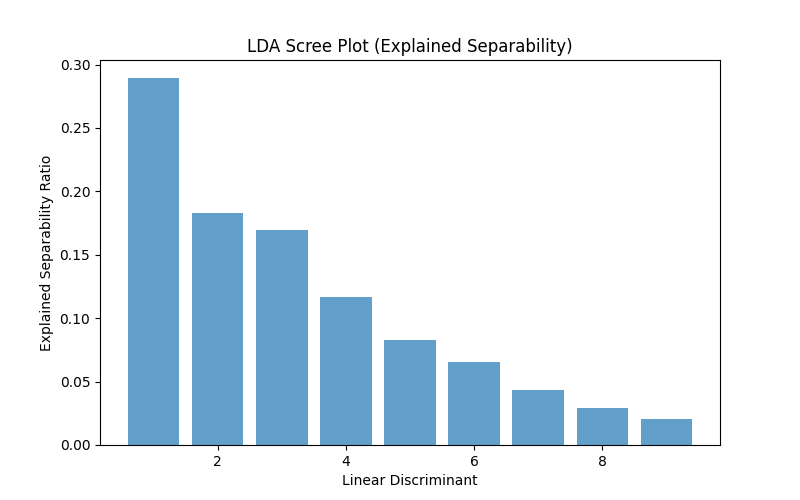 LDA Scree Plot (Explained Separability)
0.30
0.25
0.20
0.15
0.10
0.05
0.00
Explained Separability Ratio
2 4 6 8
Linear Discriminant